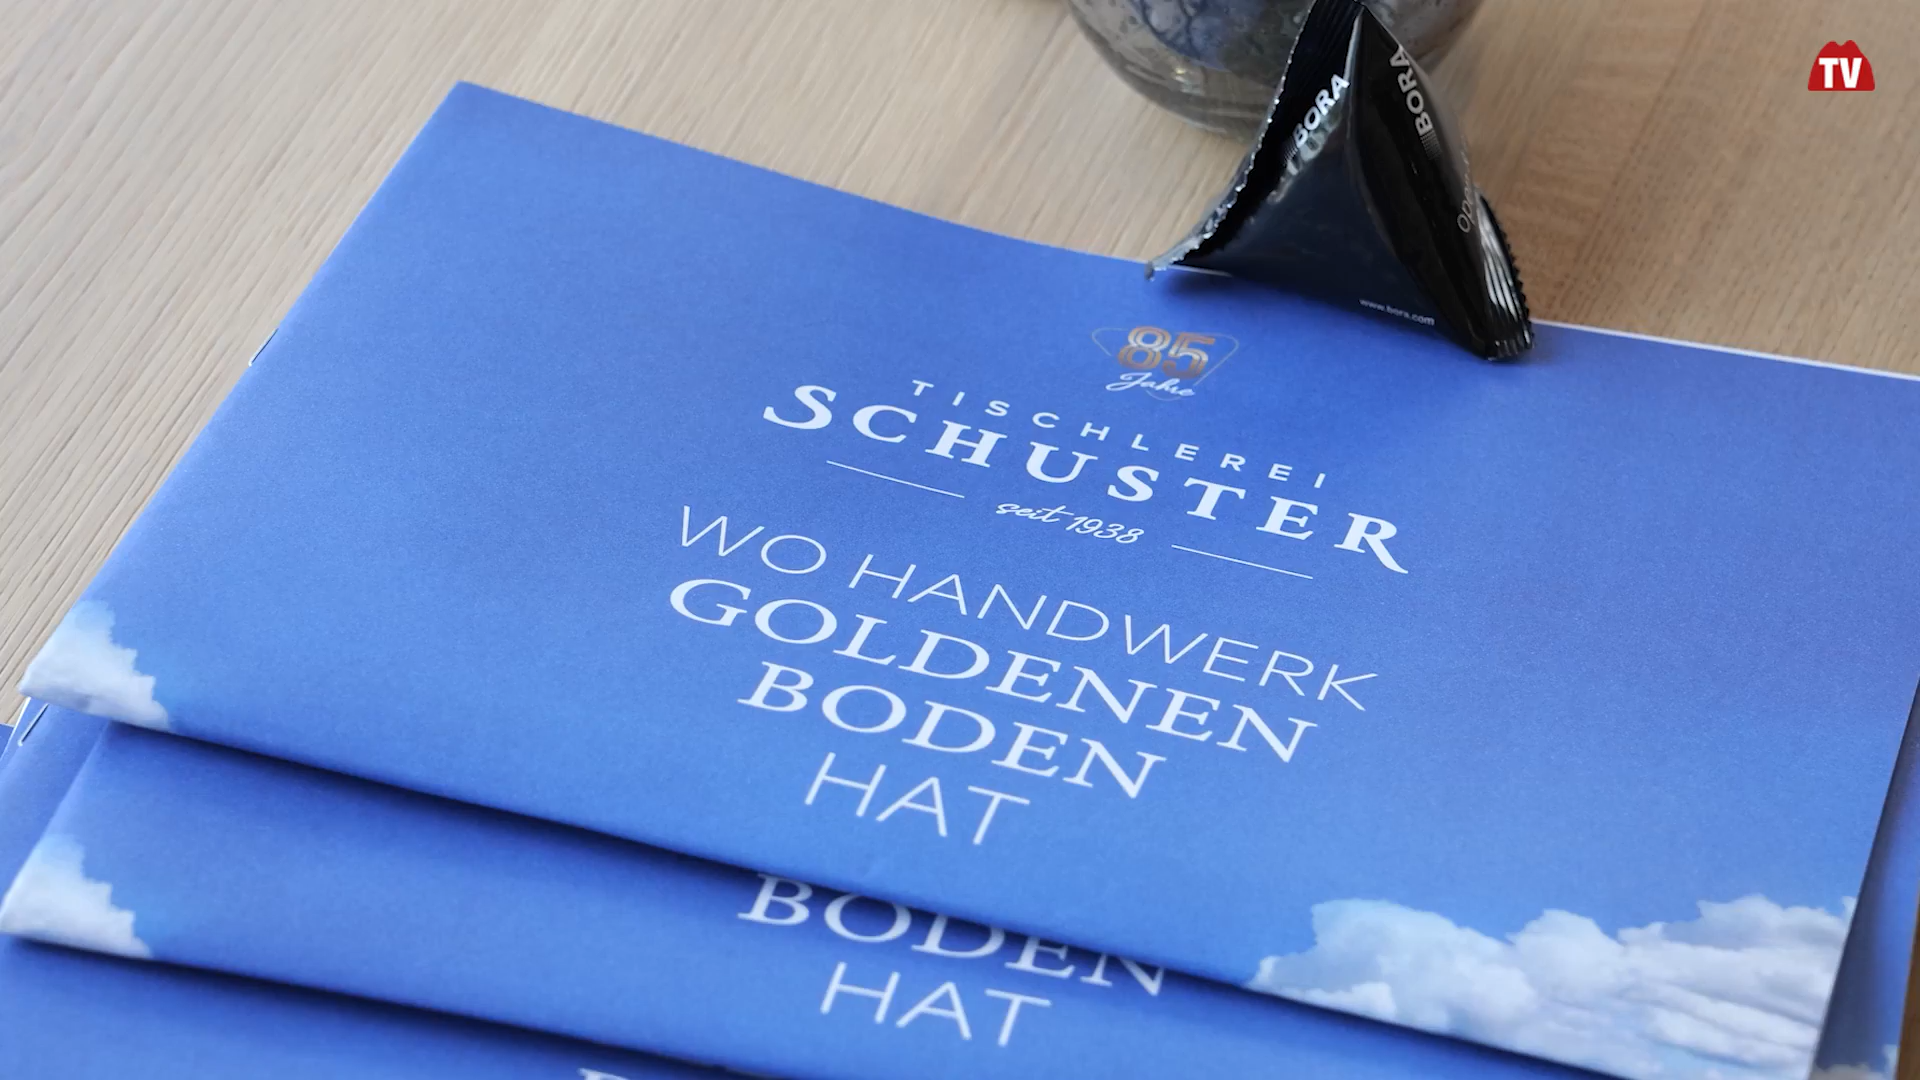 TV
BORA
BORA
www.bora.com
85
Jahre
TISCHLEREI
SCHUSTER
seit 1938
WO HANDWERK
GOLDENEN
BODEN
HAT
BODEN
HAT